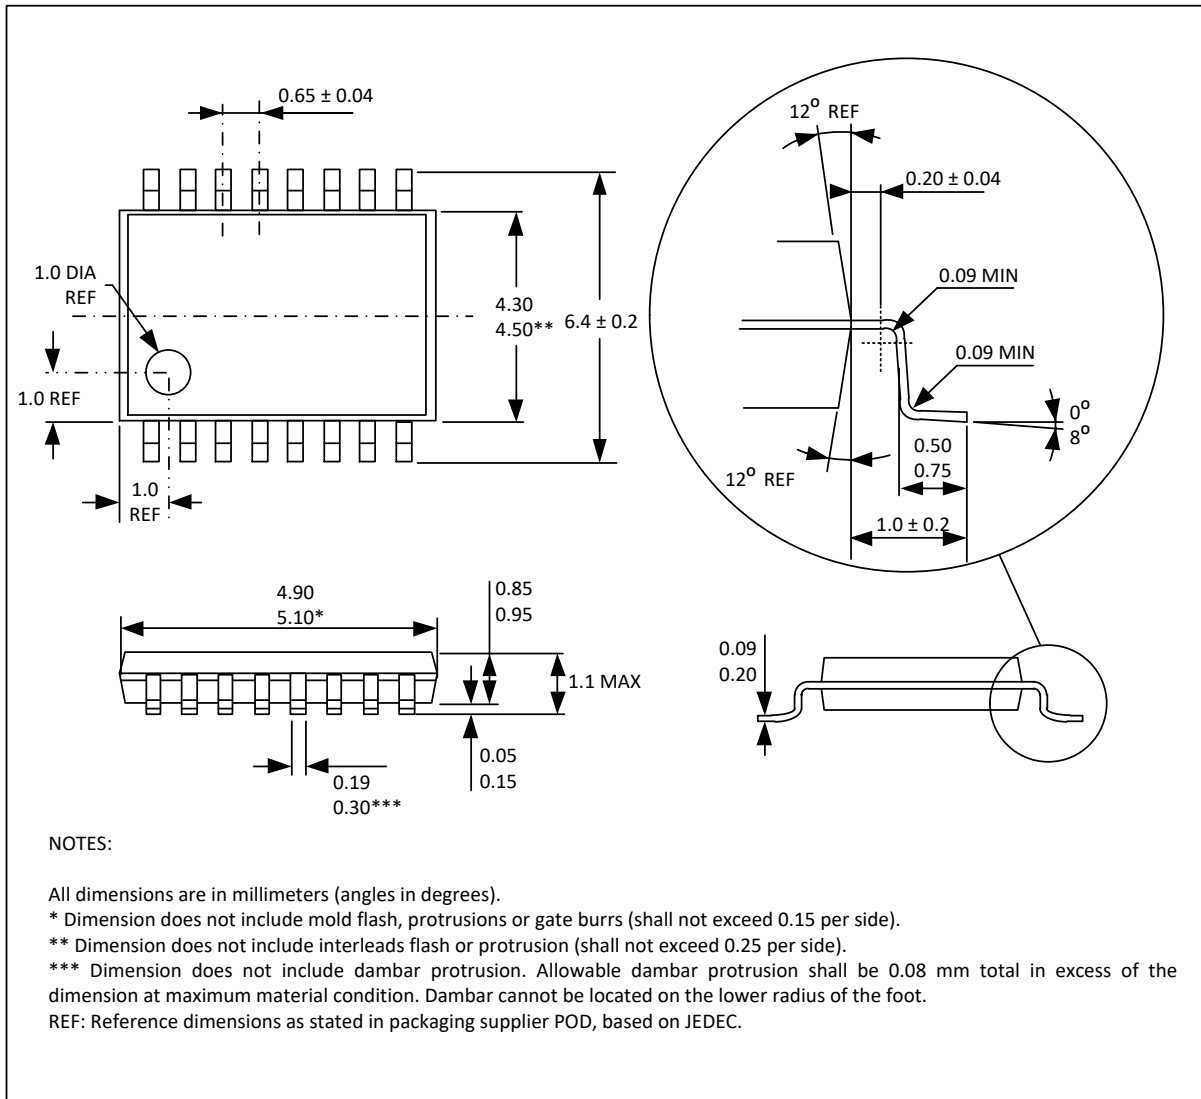 0.65 ± 0.04
12° REF
0.20 ± 0.04
1.0 DIA
REF
0.09 MIN
4.30
4.50**
6.4 ± 0.2
0.09 MIN
1.0 REF
0°
8°
0.50
0.75
12° REF
1.0
REF
1.0 ± 0.2
4.90
5.10*
0.85
0.95
0.09
0.20
1.1 MAX
0.05
0.15
0.19
0.30***
NOTES:
All dimensions are in millimeters (angles in degrees).
* Dimension does not include mold flash, protrusions or gate burrs (shall not exceed 0.15 per side).
** Dimension does not include interleads flash or protrusion (shall not exceed 0.25 per side).
*** Dimension does not include dambar protrusion. Allowable dambar protrusion shall be 0.08 mm total in excess of the
dimension at maximum material condition. Dambar cannot be located on the lower radius of the foot.
REF: Reference dimensions as stated in packaging supplier POD, based on JEDEC.